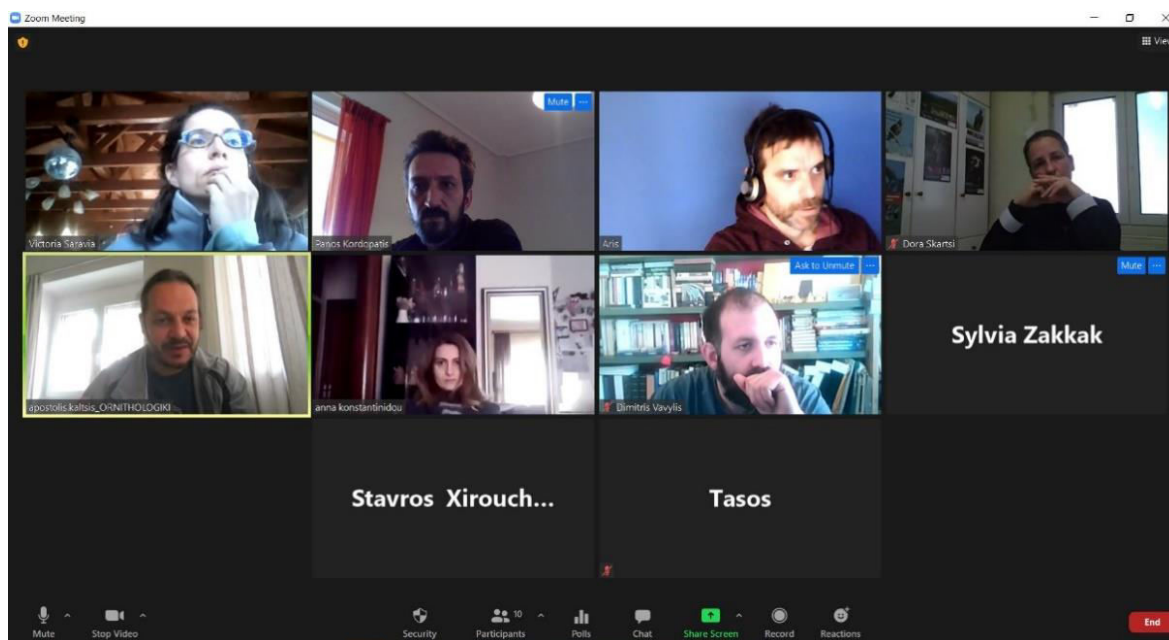 Zoom Meeting
View
Victoria Saravia
Mute ...
Panos Kordopatis
Aris
Dora Skartsi
apostolis kaltsis_ORNITHOLOGIKI
anna konstantinidou
Ask to Unmute ...
Dimitris Vavylis
Mute ...
Sylvia Zakkak
Stavros Xirouch...
Tasos
Mute
Stop Video
Security
Participants 10
Polls
Chat
Share Screen
Record
Reactions
End